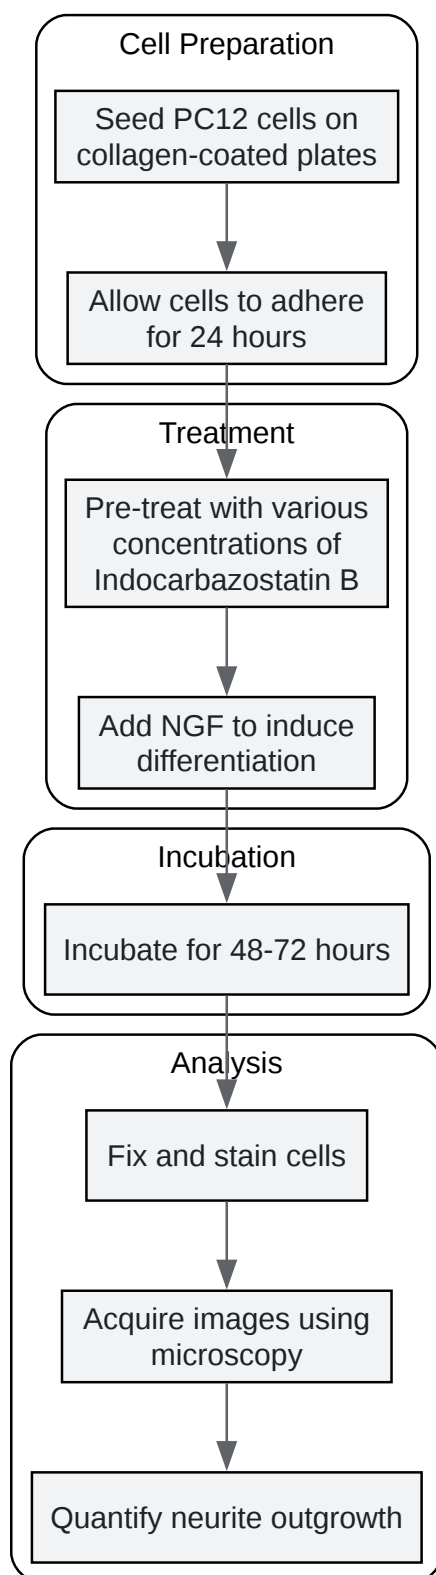 Cell Preparation
Seed PC12 cells on
collagen-coated plates
Allow cells to adhere
for 24 hours
Treatment
Pre-treat with various
concentrations of
Indocarbazostatin B
Add NGF to induce
differentiation
Incubation
Incubate for 48-72 hours
Analysis
Fix and stain cells
Acquire images using
microscopy
Quantify neurite outgrowth